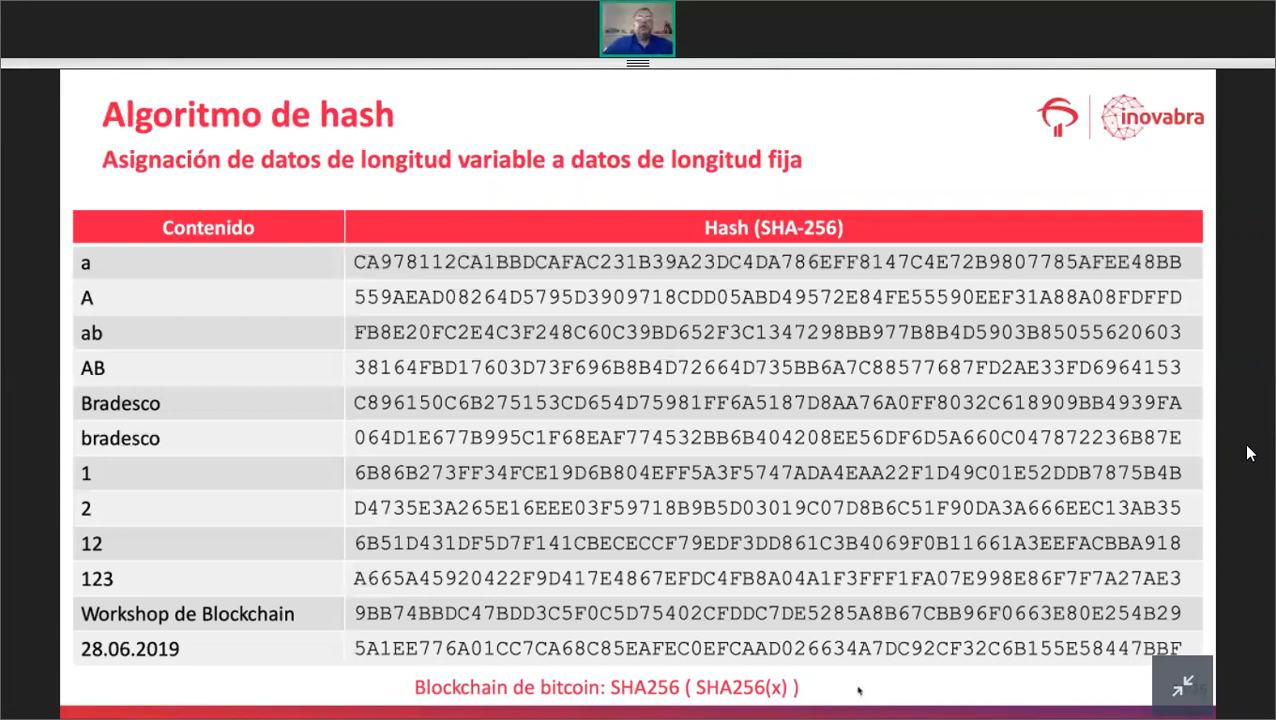 Algoritmo de hash
inovabra
Asignación de datos de longitud variable a datos de longitud fija
Contenido Hash (SHA-256)
a CA978112CA1BBDCAFAC231B39A23DC4DA786EFF8147C4E72B9807785AFEE48BB
A 559AEAD08264D5795D3909718CDD05ABD49572E84FE55590EEF31A88A08FDFFD
ab FB8E20FC2E4C3F248C60C39BD652F3C1347298BB977B8B4D5903B85055620603
AB 38164FBD17603D73F696B8B4D72664D735BB6A7C88577687FD2AE33FD6964153
Bradesco C896150C6B275153CD654D75981FF6A5187D8AA76A0FF8032C618909BB4939FA
bradesco 064D1E677B995C1F68EAF774532BB6B404208EE56DF6D5A660C047872236B87E
1 6B86B273FF34FCE19D6B804EFF5A3F5747ADA4EAA22F1D49C01E52DDB7875B4B
2 D4735E3A265E16EEE03F59718B9B5D03019C07D8B6C51F90DA3A666EEC13AB35
12 6B51D431DF5D7F141CBECECCF79EDF3DD861C3B4069F0B11661A3EEFACBBA918
123 A665A45920422F9D417E4867EFDC4FB8A04A1F3FFF1FA07E998E86F7F7A27AE3
Workshop de Blockchain 9BB74BBDC47BDD3C5F0C5D75402CFDDC7DE5285A8B67CBB96F0663E80E254B29
28.06.2019 5A1EE776A01CC7CA68C85EAFEC0EFCAAD026634A7DC92CF32C6B155E58447BBF
Blockchain de bitcoin: SHA256 ( SHA256(x) )